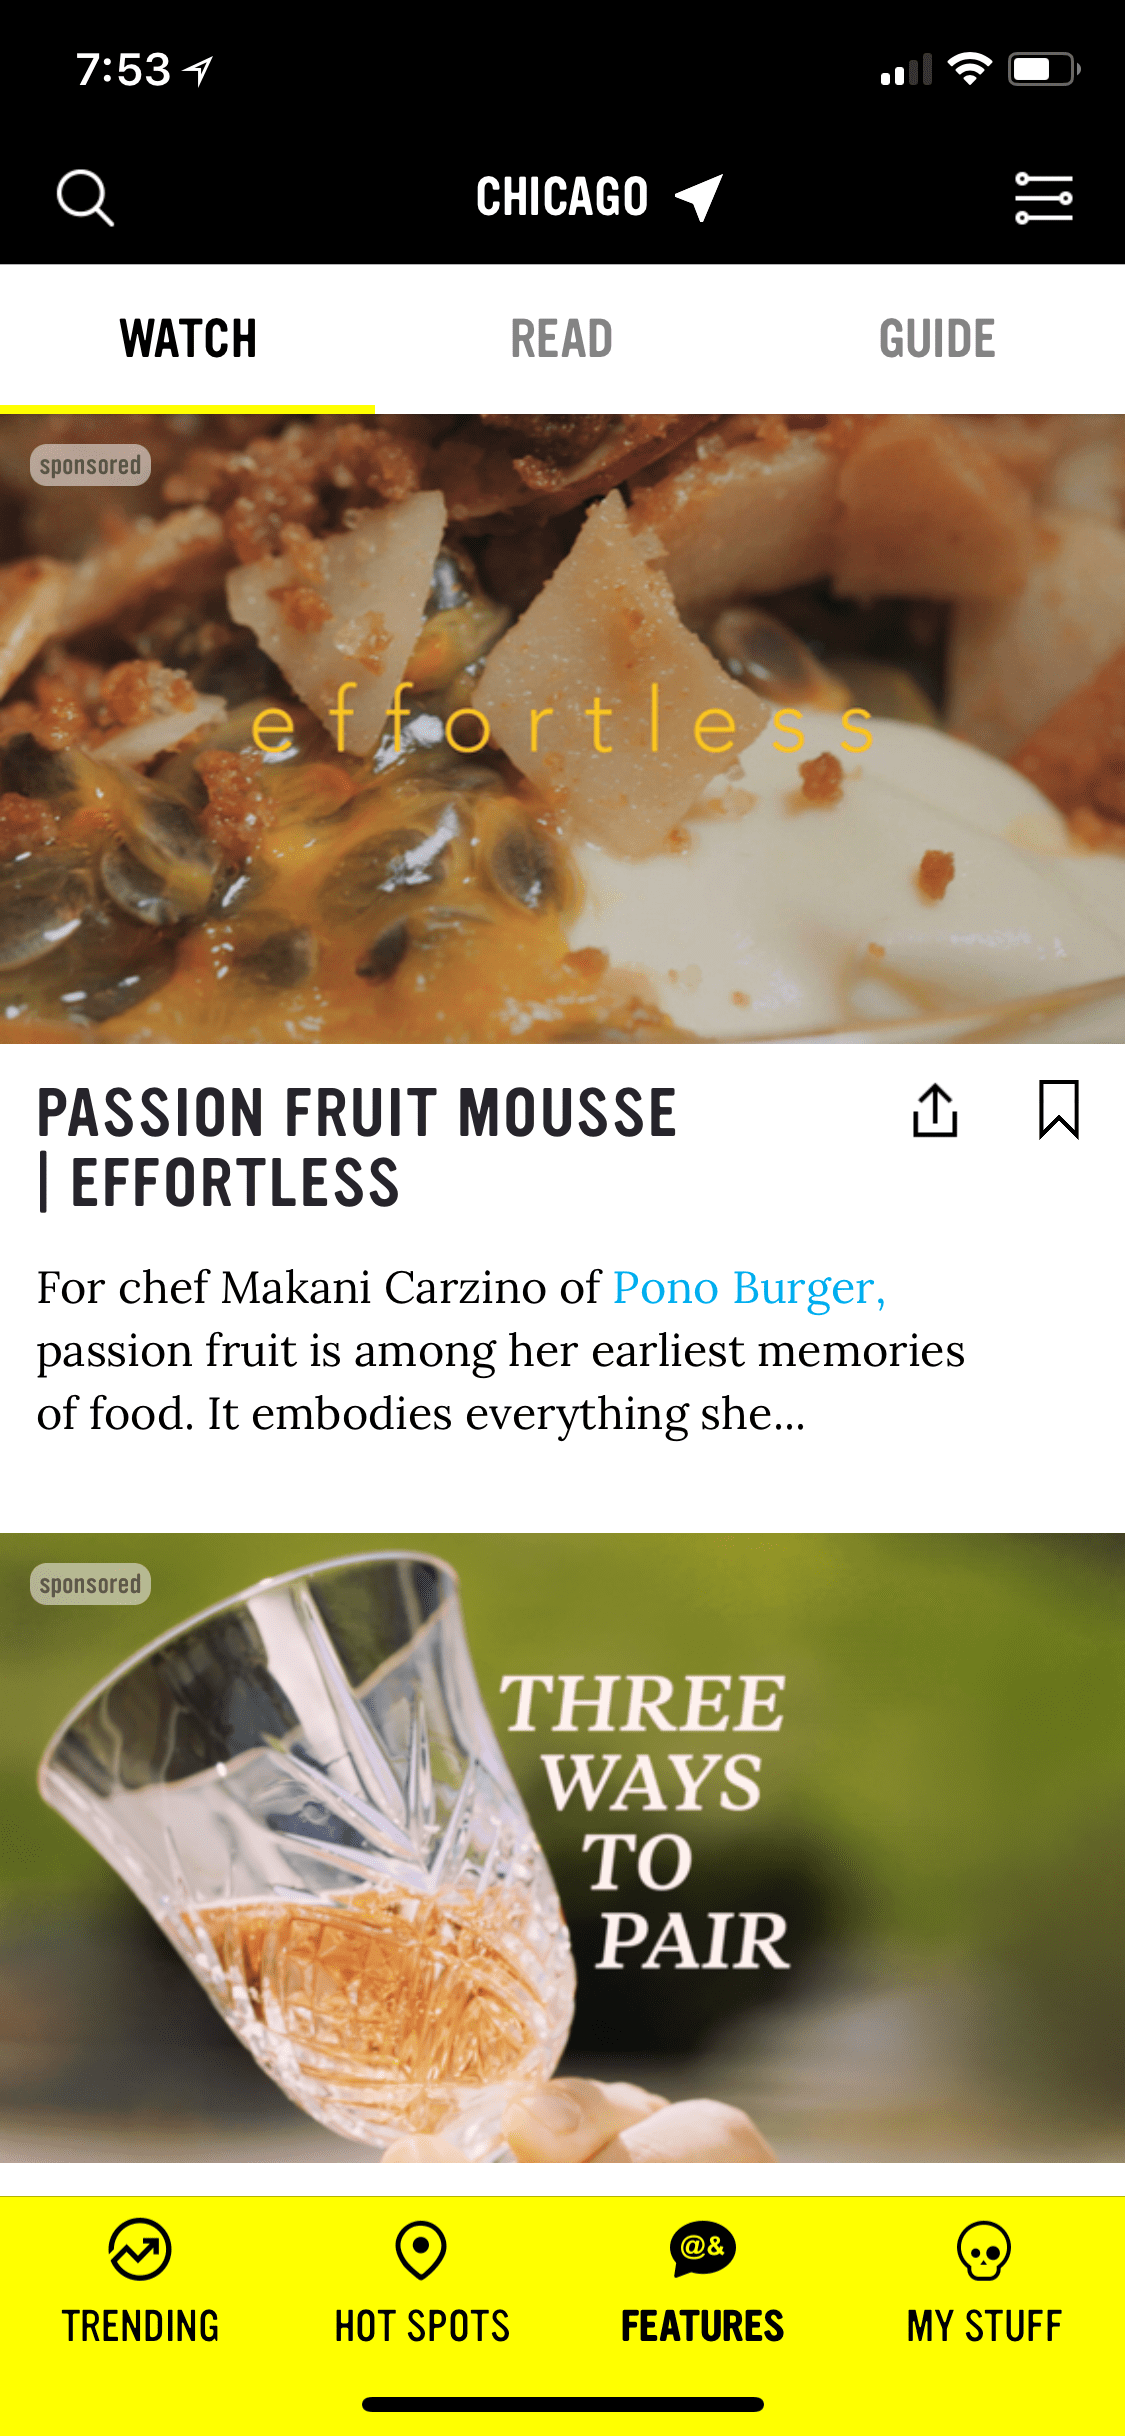 7:53
CHICAGO
WATCH
READ
GUIDE
sponsored
effortless
PASSION FRUIT MOUSSE
| EFFORTLESS
For chef Makani Carzino of Pono Burger,
passion fruit is among her earliest memories
of food. It embodies everything she...
sponsored
THREE
WAYS
TO
PAIR
@&
TRENDING
HOT SPOTS
FEATURES
MY STUFF